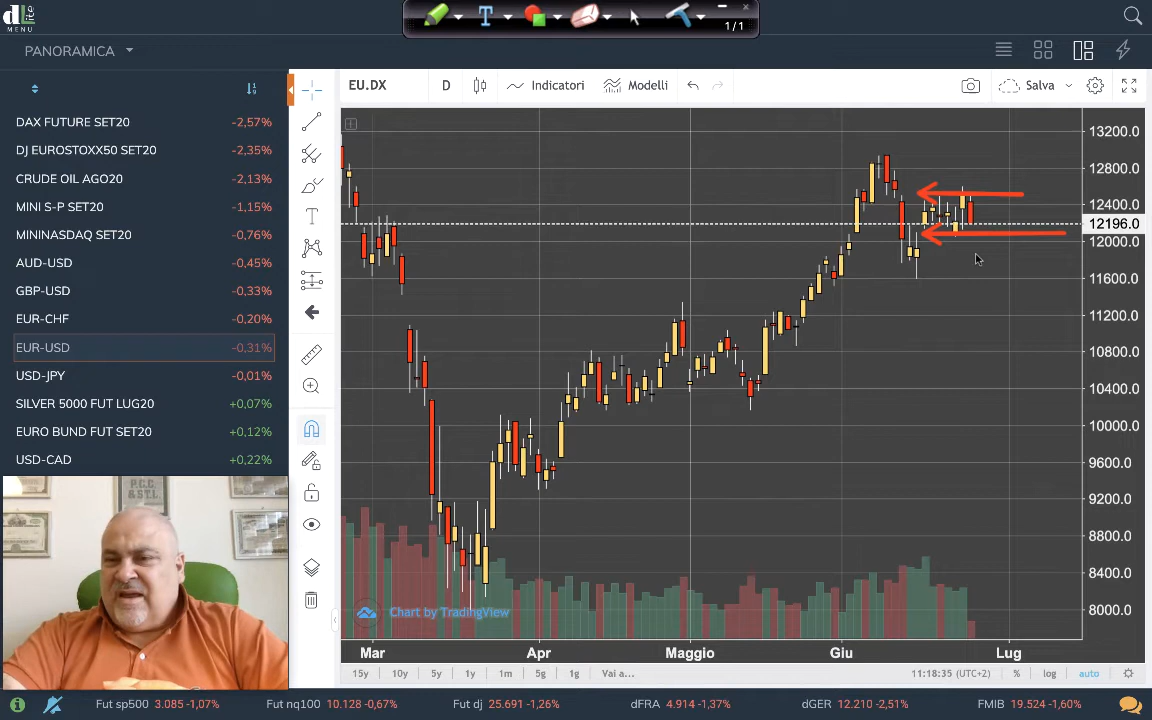 dLite
MENU
1/1
PANORAMICA
DAX FUTURE SET20 -2,57%
DJ EUROSTOXX50 SET20 -2,35%
CRUDE OIL AGO20 -2,13%
MINI S-P SET20 -1,15%
MININASDAQ SET20 -0,76%
AUD-USD -0,45%
GBP-USD -0,33%
EUR-CHF -0,20%
EUR-USD -0,31%
USD-JPY -0,01%
SILVER 5000 FUT LUG20 +0,07%
EURO BUND FUT SET20 +0,12%
USD-CAD +0,22%
EU.DX D Indicatori Modelli Salva
13200.0
12800.0
12400.0
12196.0
12000.0
11600.0
11200.0
10800.0
10400.0
10000.0
9600.0
9200.0
8800.0
8400.0
8000.0
Chart by TradingView
Mar Apr Maggio Giu Lug
15y 10y 5y 1y 1m 5g 1g Vai a... 11:18:35 (UTC+2) % log auto
P.C.C
& ST.L
Fut sp500 3.085 -1,07% Fut nq100 10.128 -0,67% Fut dj 25.691 -1,26% dFRA 4.914 -1,37% dGER 12.210 -2,51% FMIB 19.524 -1,60%